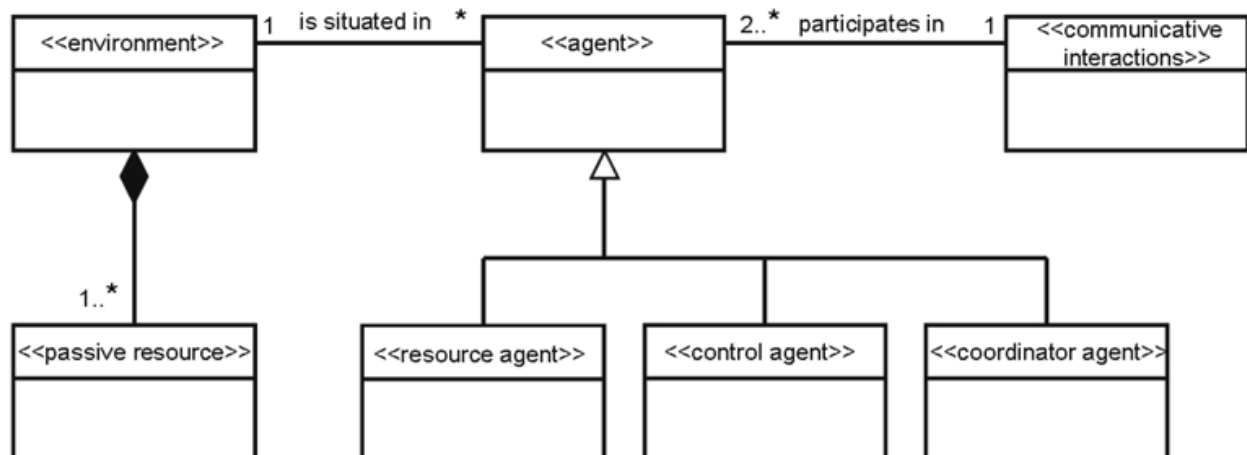 1 is situated in * 2..* participates in 1
<<environment>> <<agent>> <<communicative
interactions>>
1..*
<<passive resource>> <<resource agent>> <<control agent>> <<coordinator agent>>